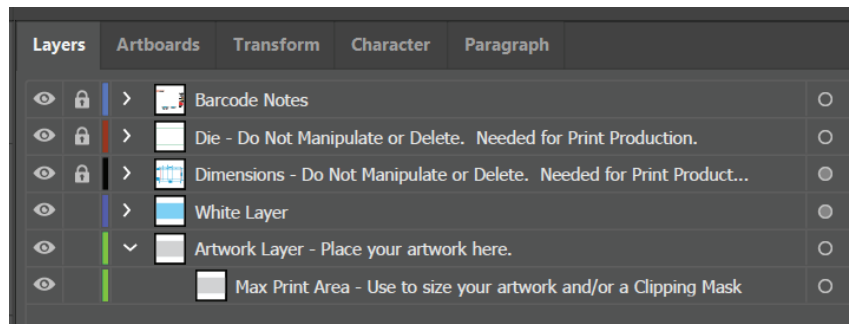 Layers Artboards Transform Character Paragraph
Barcode Notes
Die - Do Not Manipulate or Delete. Needed for Print Production.
Dimensions - Do Not Manipulate or Delete. Needed for Print Product...
White Layer
Artwork Layer - Place your artwork here.
Max Print Area - Use to size your artwork and/or a Clipping Mask